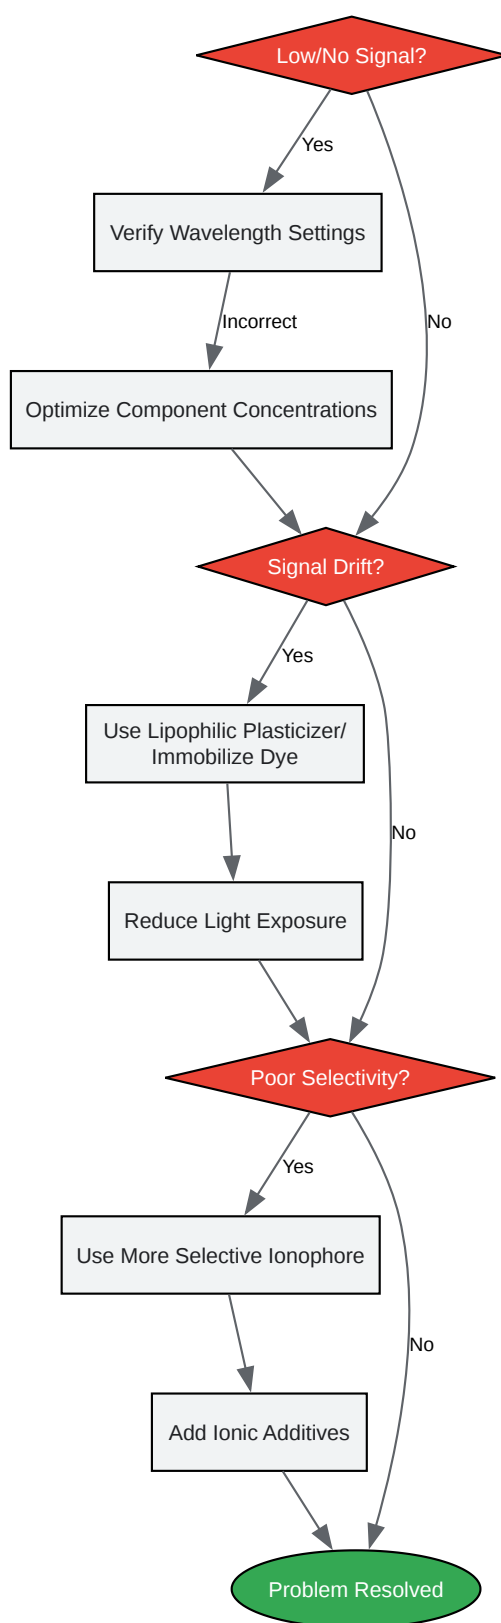 Low/No Signal?
Yes
Verify Wavelength Settings
Incorrect
No
Optimize Component Concentrations
Signal Drift?
Yes
Use Lipophilic Plasticizer/
Immobilize Dye
No
Reduce Light Exposure
Poor Selectivity?
Yes
Use More Selective Ionophore
No
Add Ionic Additives
Problem Resolved